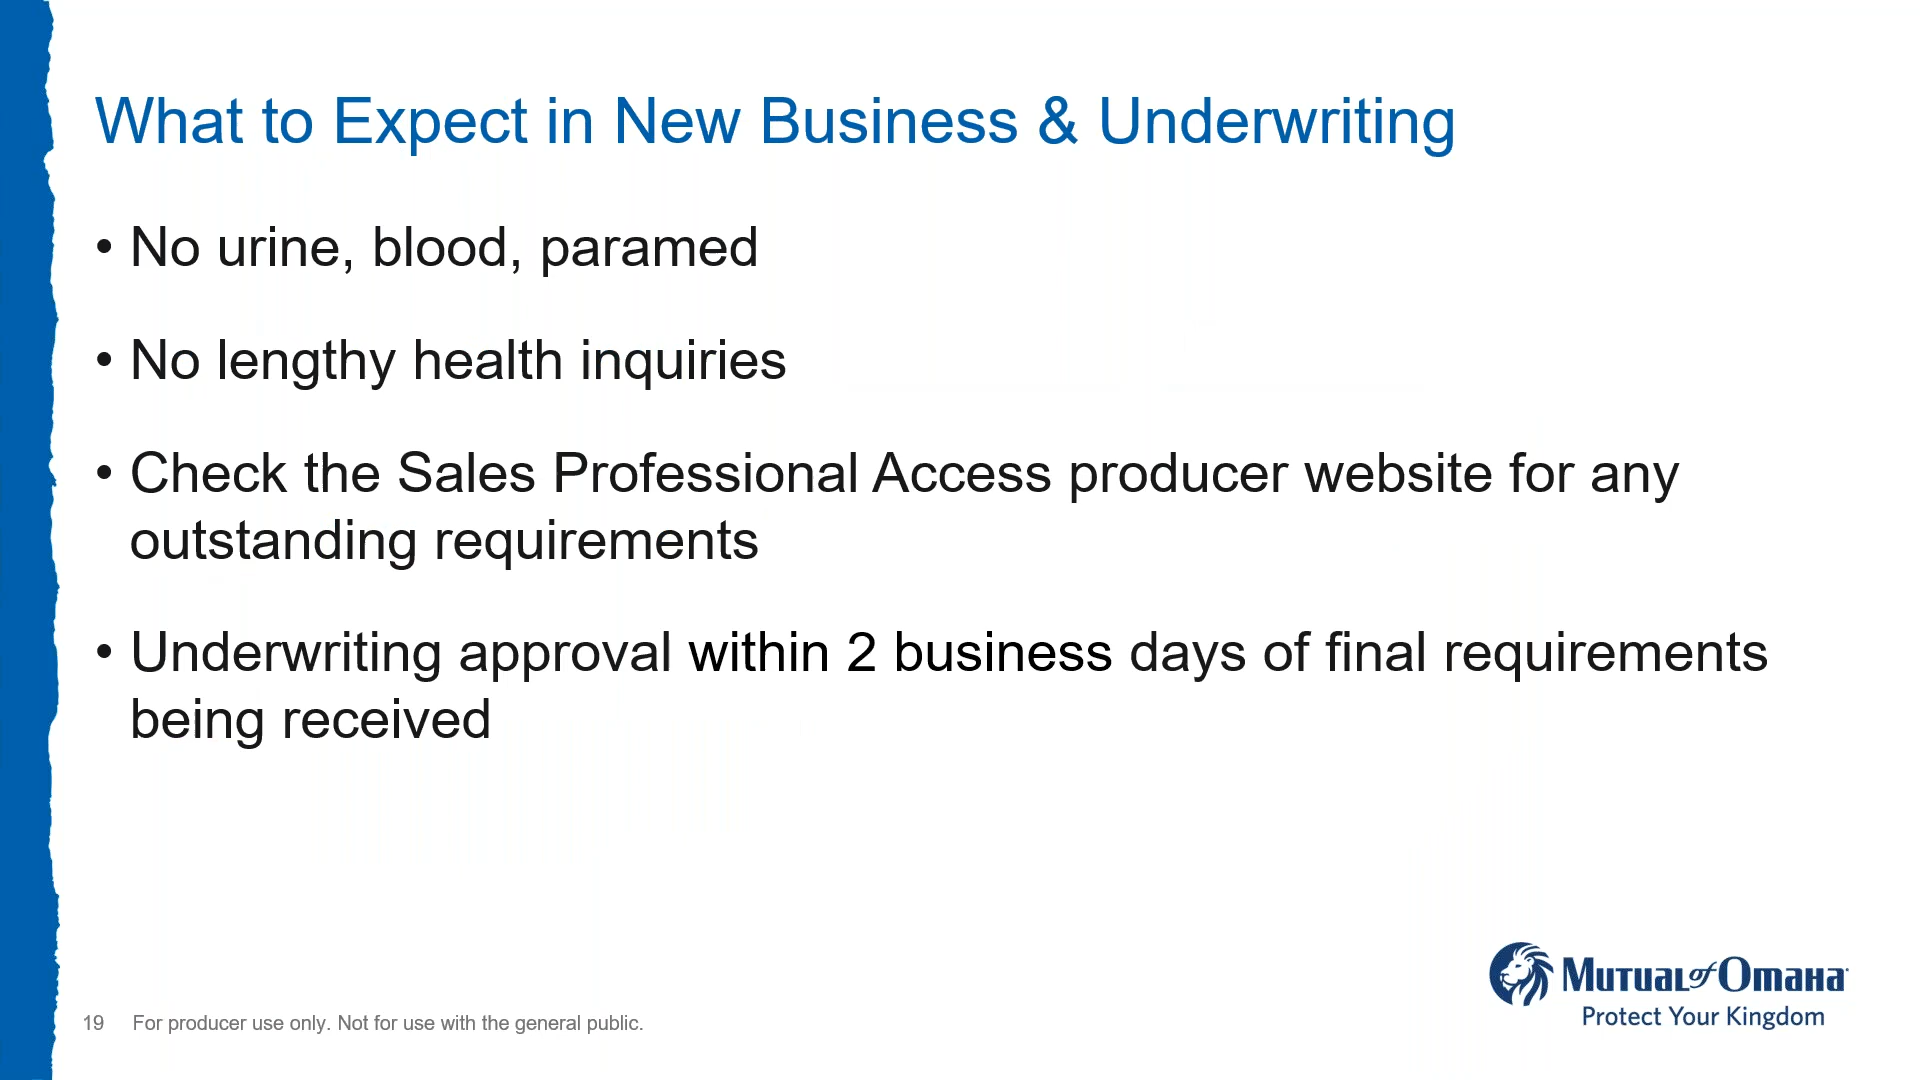 What to Expect in New Business & Underwriting
• No urine, blood, paramed
• No lengthy health inquiries
• Check the Sales Professional Access producer website for any
outstanding requirements
• Underwriting approval within 2 business days of final requirements
being received
Mutual of Omaha
Protect Your Kingdom
19 For producer use only. Not for use with the general public.